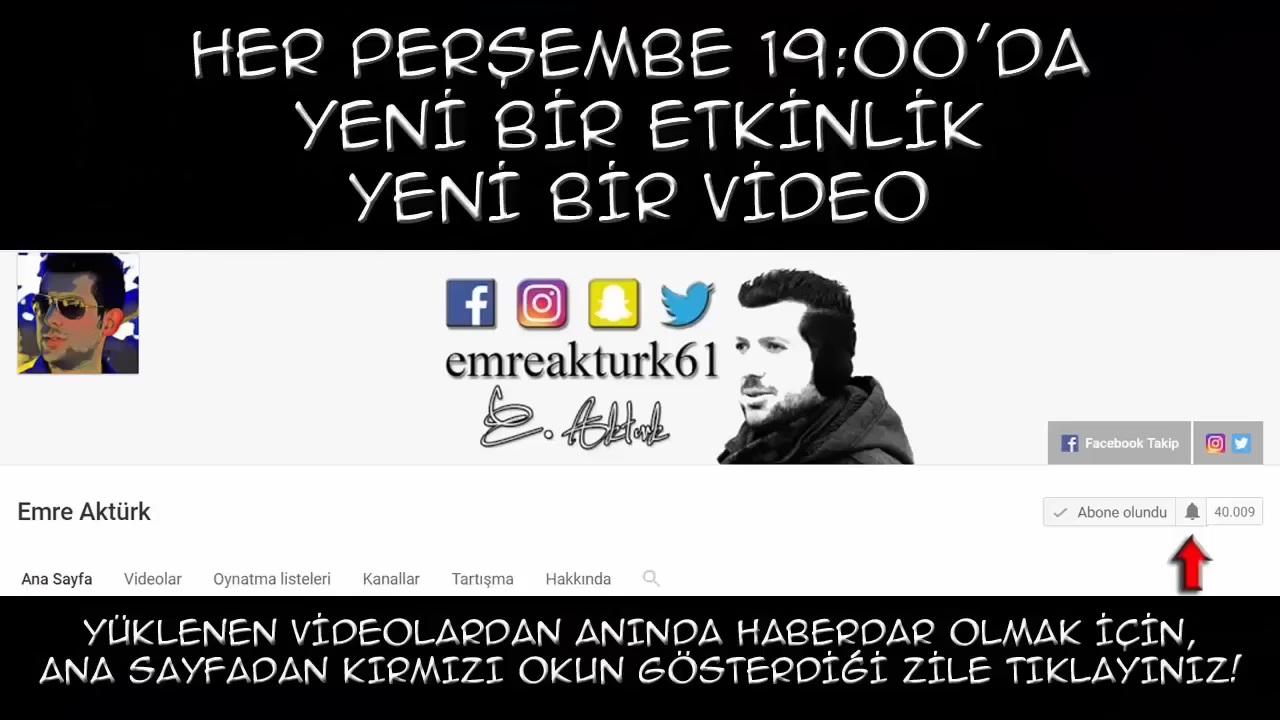 HER PERŞEMBE 19:00'DA
YENİ BİR ETKİNLİK
YENİ BİR VİDEO
emreakturk61
E. Aktürk
Facebook Takip
Emre Aktürk
Abone olundu 40.009
Ana Sayfa Videolar Oynatma listeleri Kanallar Tartışma Hakkında
YÜKLENEN VİDEOLARDAN ANINDA HABERDAR OLMAK İÇİN,
ANA SAYFADAN KIRMIZI OKUN GÖSTERDİĞİ ZİLE TIKLAYINIZ!